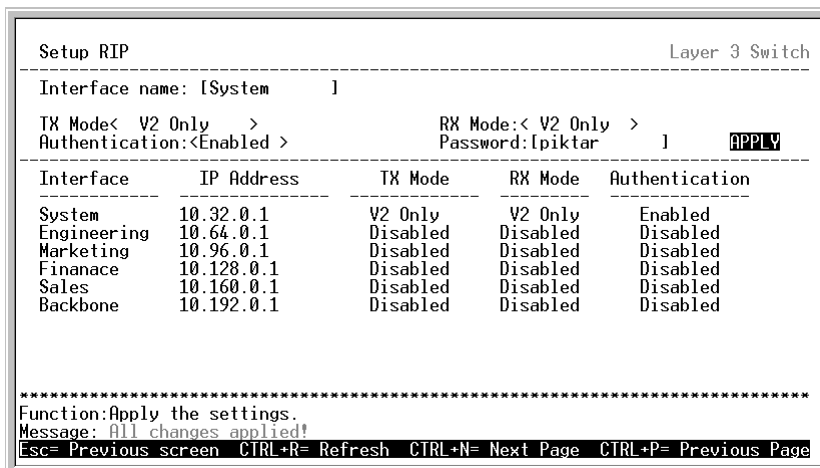 Setup RIP Layer 3 Switch
Interface name: [System ]
TX Mode< V2 Only > RX Mode:< V2 Only >
Authentication:<Enabled > Password:[piktar ] APPLY
Interface IP Address TX Mode RX Mode Authentication
System 10.32.0.1 V2 Only V2 Only Enabled
Engineering 10.64.0.1 Disabled Disabled Disabled
Marketing 10.96.0.1 Disabled Disabled Disabled
Finanace 10.128.0.1 Disabled Disabled Disabled
Sales 10.160.0.1 Disabled Disabled Disabled
Backbone 10.192.0.1 Disabled Disabled Disabled
*******************************************************************************
Function:Apply the settings.
Message: All changes applied!
Esc= Previous screen CTRL+R= Refresh CTRL+N= Next Page CTRL+P= Previous Page